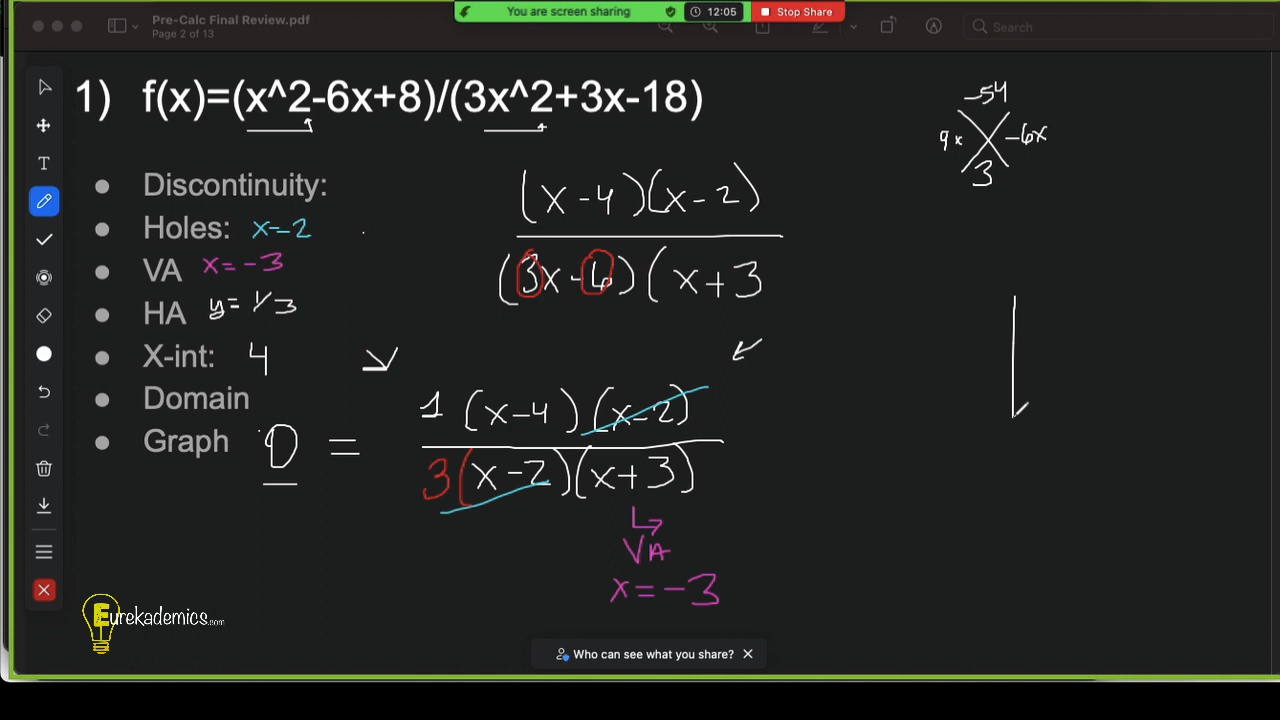 You are screen sharing
12:05
Stop Share
Pre-Calc Final Review.pdf
Page 2 of 13
Search
1) f(x)=(x^2-6x+8)/(3x^2+3x-18)
-54
9x -6x
3
Discontinuity:
Holes: x=2
VA x=-3
HA y=1/3
X-int: 4
Domain
Graph
(x-4)(x-2)
(3x-6)(x+3
0 =
1 (x-4)(x-2)
3(x-2)(x+3)
VA
x=-3
Eurekademics.com
Who can see what you share?